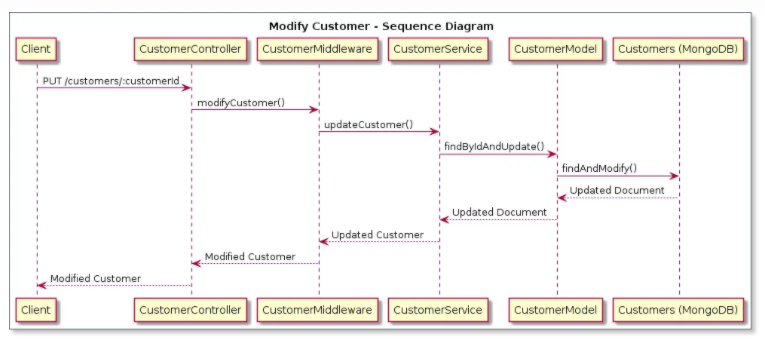 Modify Customer - Sequence Diagram
Client CustomerController CustomerMiddleware CustomerService CustomerModel Customers (MongoDB)
PUT /customers/:customerId
modifyCustomer()
updateCustomer()
findByIdAndUpdate()
findAndModify()
Updated Document
Updated Document
Updated Customer
Modified Customer
Modified Customer
Client CustomerController CustomerMiddleware CustomerService CustomerModel Customers (MongoDB)